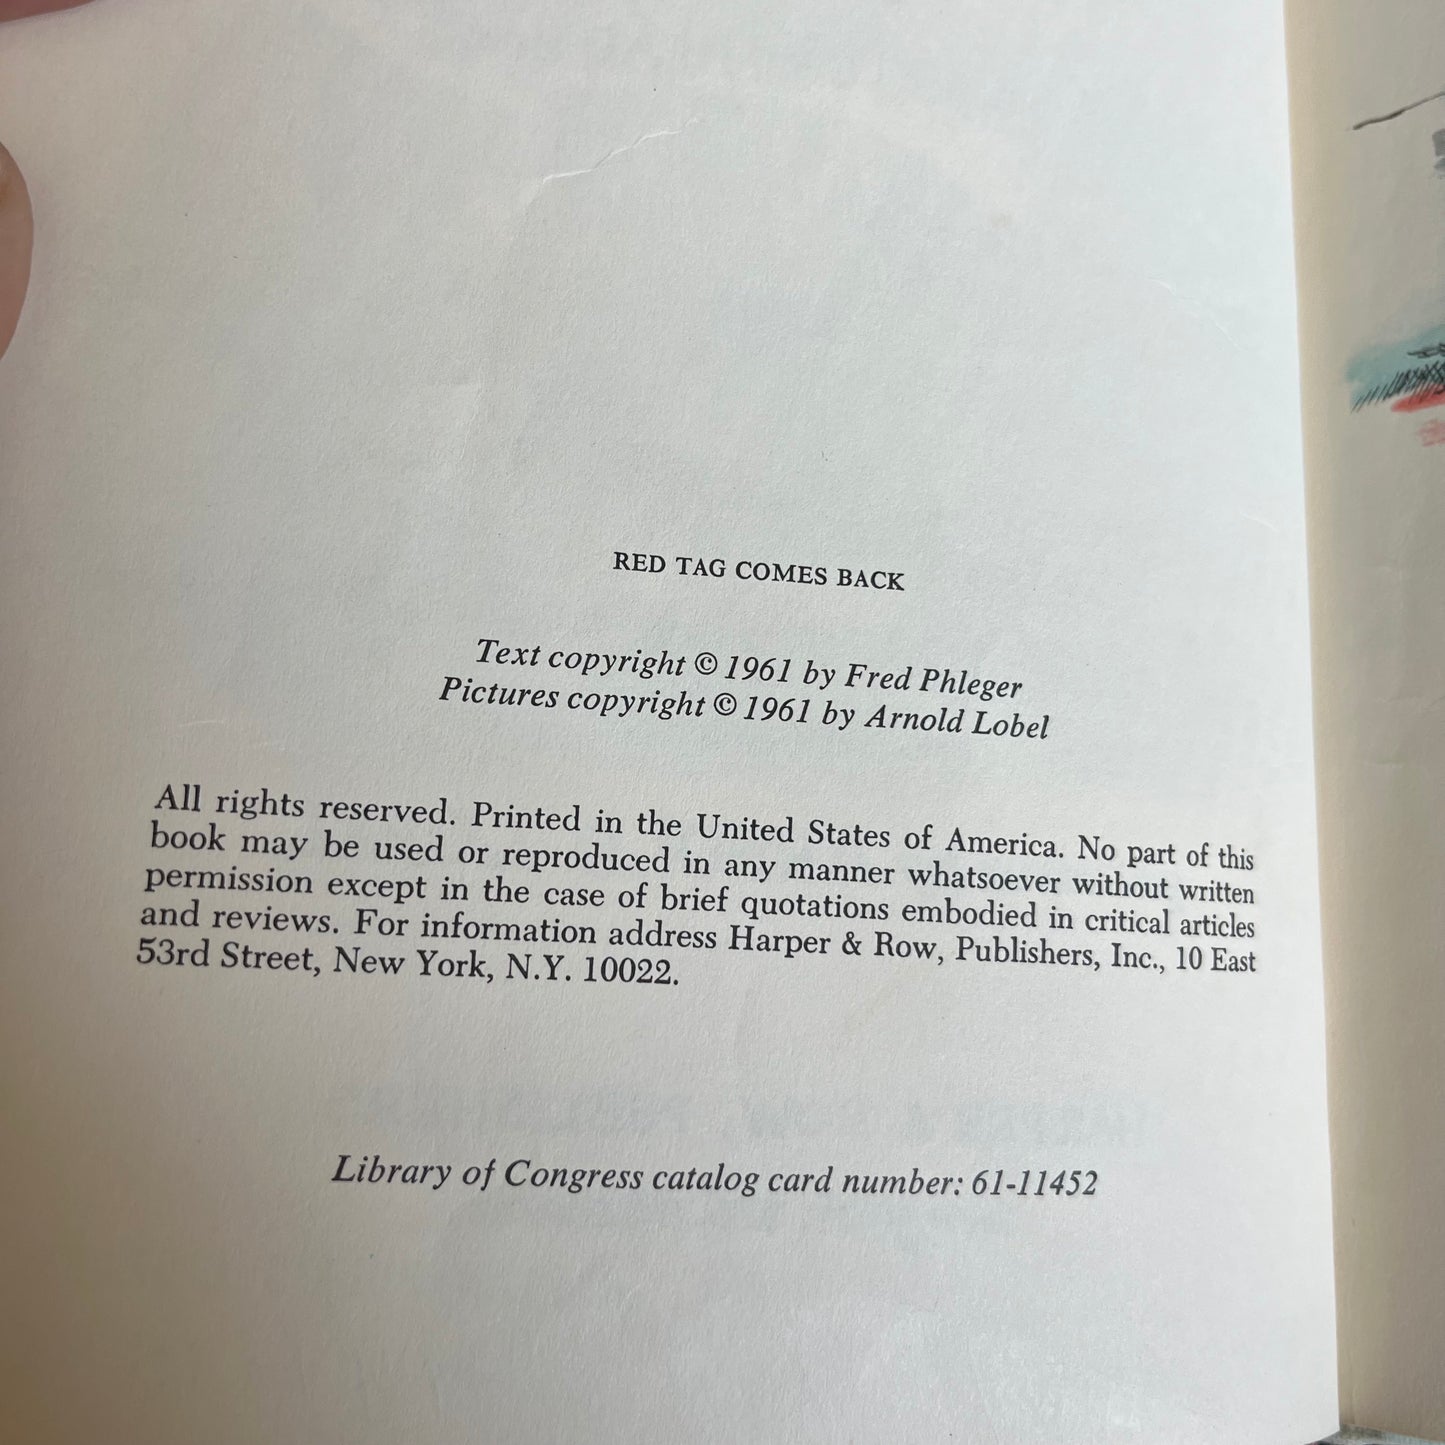 RED TAG COMES BACK
Text copyright © 1961 by Fred Phleger
Pictures copyright © 1961 by Arnold Lobel
All rights reserved. Printed in the United States of America. No part of this
book may be used or reproduced in any manner whatsoever without written
permission except in the case of brief quotations embodied in critical articles
and reviews. For information address Harper & Row, Publishers, Inc., 10 East
53rd Street, New York, N.Y. 10022.
Library of Congress catalog card number: 61-11452